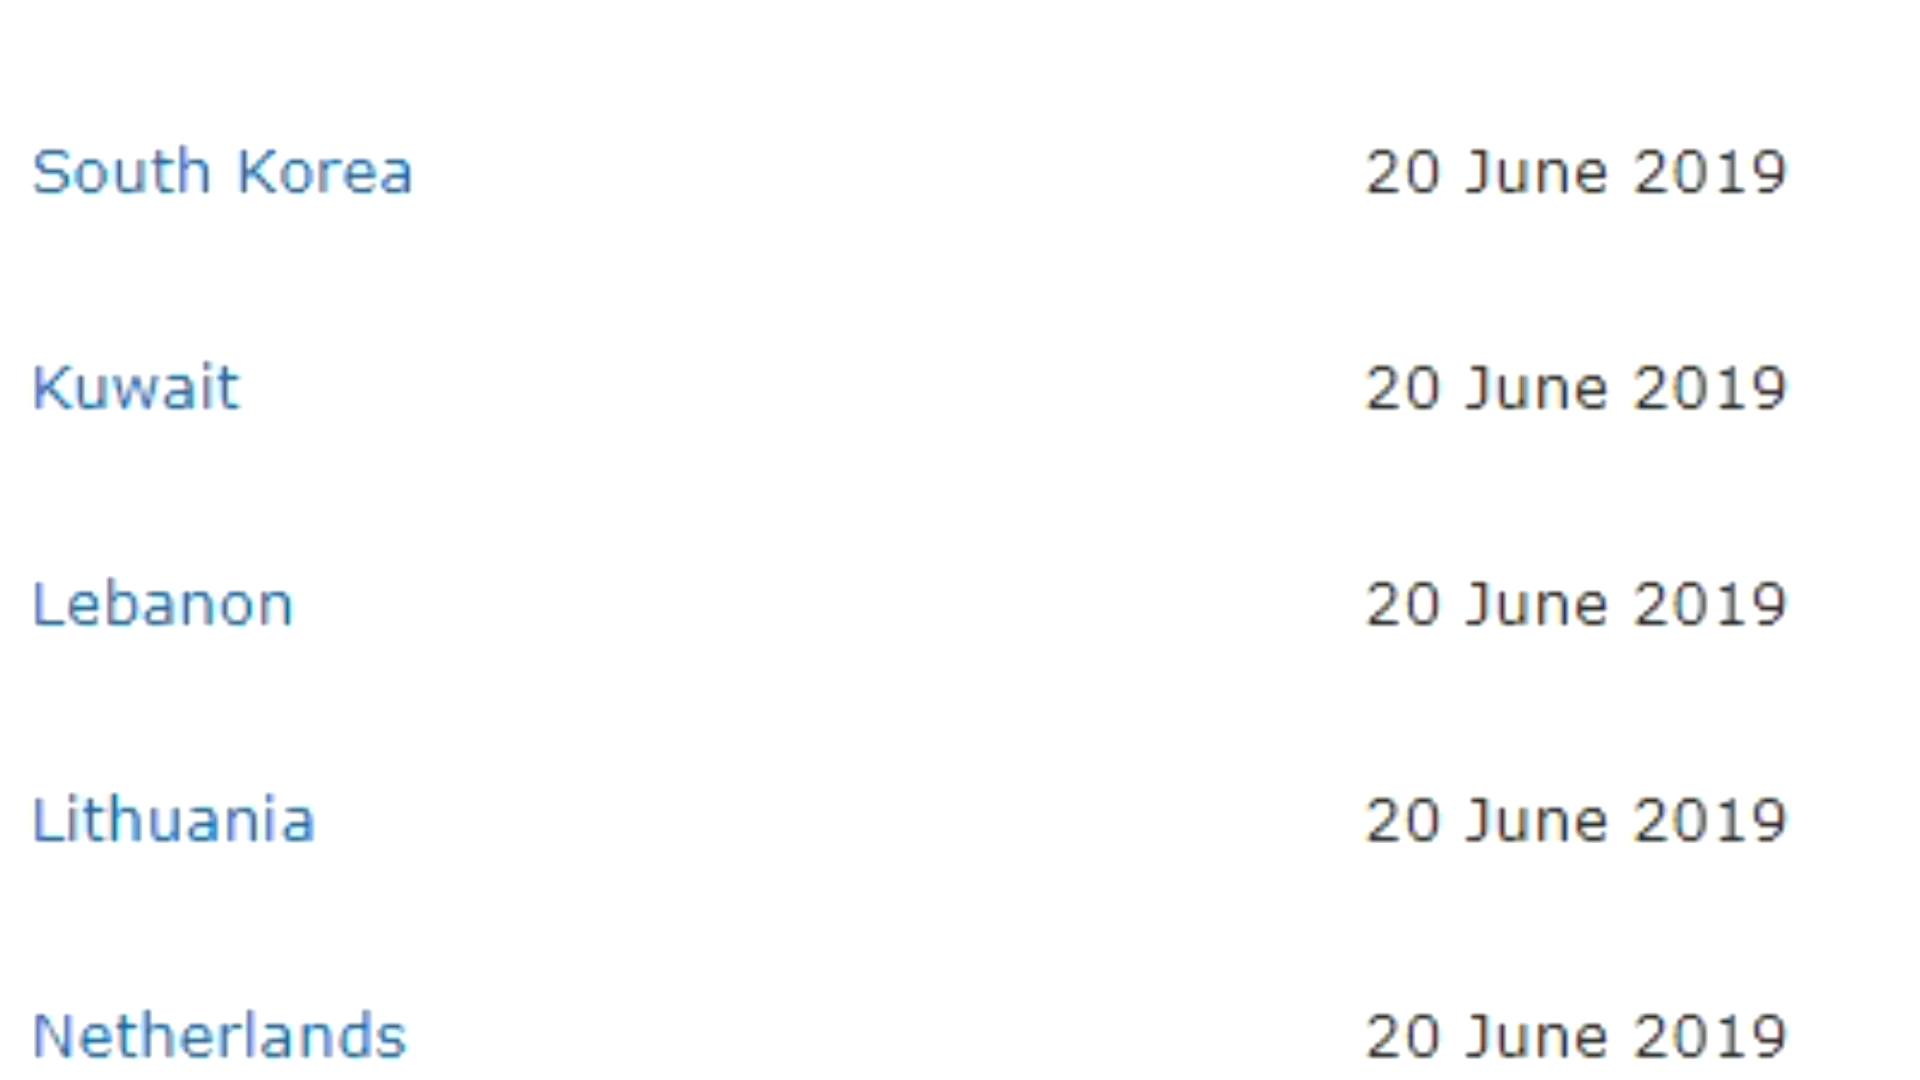 South Korea 20 June 2019
Kuwait 20 June 2019
Lebanon 20 June 2019
Lithuania 20 June 2019
Netherlands 20 June 2019